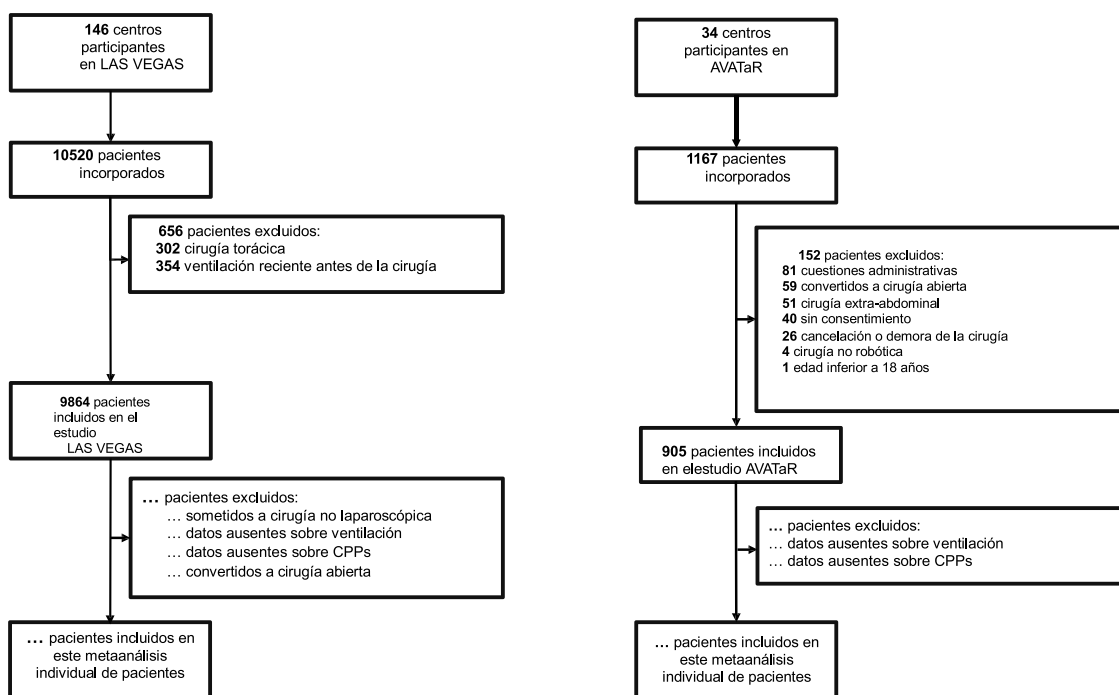 146 centros
participantes
en LAS VEGAS
10520 pacientes
incorporados
656 pacientes excluidos:
302 cirugía torácica
354 ventilación reciente antes de la cirugía
9864 pacientes
incluidos en el
estudio
LAS VEGAS
... pacientes excluidos:
... sometidos a cirugía no laparoscópica
... datos ausentes sobre ventilación
... datos ausentes sobre CPPs
... convertidos a cirugía abierta
... pacientes incluidos en
este metaanálisis
individual de pacientes
34 centros
participantes en
AVATaR
1167 pacientes
incorporados
152 pacientes excluidos:
81 cuestiones administrativas
59 convertidos a cirugía abierta
51 cirugía extra-abdominal
40 sin consentimiento
26 cancelación o demora de la cirugía
4 cirugía no robótica
1 edad inferior a 18 años
905 pacientes incluidos
en elestudio AVATaR
... pacientes excluidos:
... datos ausentes sobre ventilación
... datos ausentes sobre CPPs
... pacientes incluidos en
este metaanálisis
individual de pacientes